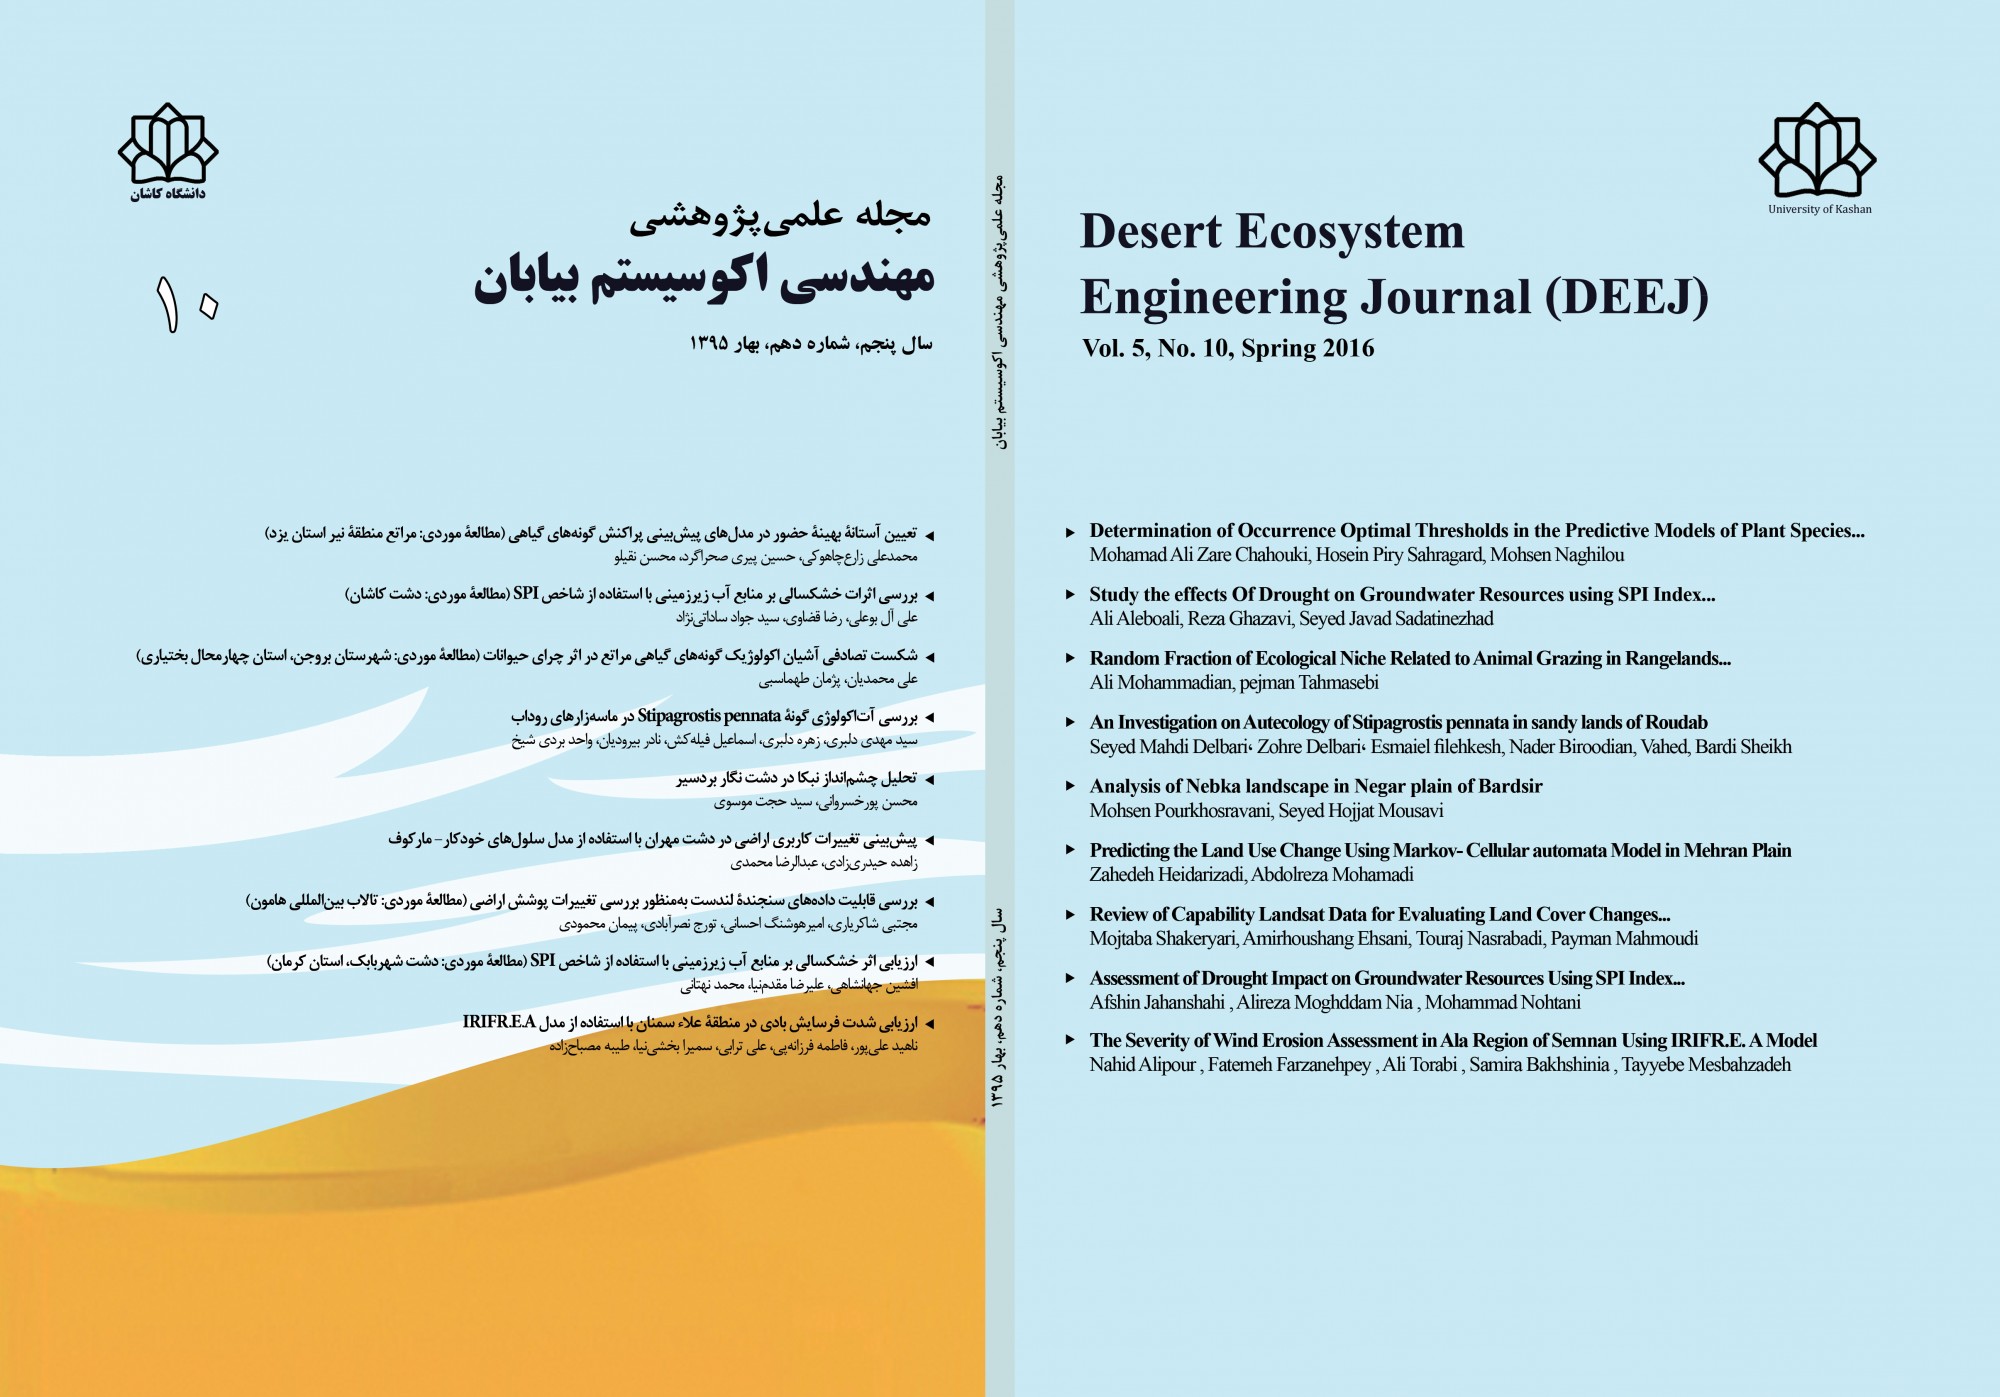 دانشگاه کاشان
مجله علمی‌پژوهشی
مهندسی اکوسیستم بیابان
۱۰
سال پنجم، شماره دهم، بهار ۱۳۹۵
تعیین آستانهٔ بهینهٔ حضور در مدل‌های پیش‌بینی پراکنش گونه‌های گیاهی (مطالعهٔ موردی: مراتع منطقهٔ نیر استان یزد)
محمدعلی زارع‌چاهوکی، حسین پیری صحراگرد، محسن نقیلو
بررسی اثرات خشکسالی بر منابع آب زیرزمینی با استفاده از شاخص SPI (مطالعهٔ موردی: دشت کاشان)
علی آل بوعلی، رضا قضاوی، سید جواد ساداتی‌نژاد
شکست تصادفی آشیان اکولوژیک گونه‌های گیاهی مراتع در اثر چرای حیوانات (مطالعهٔ موردی: شهرستان بروجن، استان چهارمحال بختیاری)
علی محمدیان، پژمان طهماسبی
بررسی آت‌اکولوژی گونهٔ Stipagrostis pennata در ماسه‌زارهای روداب
سید مهدی دلبری، زهره دلبری، اسماعیل فیله‌کش، نادر بیرودیان، واحد بردی شیخ
تحلیل چشم‌انداز نبکا در دشت نگار بردسیر
محسن پورخسروانی، سید حجت موسوی
پیش‌بینی تغییرات کاربری اراضی در دشت مهران با استفاده از مدل سلول‌های خودکار – مارکوف
زاهده حیدری‌زادی، عبدالرضا محمدی
بررسی قابلیت داده‌های سنجندهٔ لندست به‌منظور بررسی تغییرات پوشش اراضی (مطالعهٔ موردی: تالاب بین‌المللی هامون)
مجتبی شاکریاری، امیرهوشنگ احسانی، تورج نصرآبادی، پیمان محمودی
ارزیابی اثر خشکسالی بر منابع آب زیرزمینی با استفاده از شاخص SPI (مطالعهٔ موردی: دشت شهربابک، استان کرمان)
افشین جهانشاهی، علیرضا مقدم‌نیا، محمد نهتانی
ارزیابی شدت فرسایش بادی در منطقهٔ علاء سمنان با استفاده از مدل IRIFR.E.A
ناهید علی‌پور، فاطمه فرزانه‌پی، علی ترابی، سمیرا بخشی‌نیا، طیبه مصباح‌زاده
مجله علمی‌پژوهشی مهندسی اکوسیستم بیابان
سال پنجم، شماره دهم، بهار ۱۳۹۵
University of Kashan
Desert Ecosystem
Engineering Journal (DEEJ)
Vol. 5, No. 10, Spring 2016
Determination of Occurrence Optimal Thresholds in the Predictive Models of Plant Species...
Mohamad Ali Zare Chahouki, Hosein Piry Sahragard, Mohsen Naghilou
Study the effects Of Drought on Groundwater Resources using SPI Index...
Ali Aleboali, Reza Ghazavi, Seyed Javad Sadatinezhad
Random Fraction of Ecological Niche Related to Animal Grazing in Rangelands...
Ali Mohammadian, pejman Tahmasebi
An Investigation on Autecology of Stipagrostis pennata in sandy lands of Roudab
Seyed Mahdi Delbari، Zohre Delbari، Esmaiel filehkesh, Nader Biroodian, Vahed, Bardi Sheikh
Analysis of Nebka landscape in Negar plain of Bardsir
Mohsen Pourkhosravani, Seyed Hojjat Mousavi
Predicting the Land Use Change Using Markov- Cellular automata Model in Mehran Plain
Zahedeh Heidarizadi, Abdolreza Mohamadi
Review of Capability Landsat Data for Evaluating Land Cover Changes...
Mojtaba Shakeryari, Amirhoushang Ehsani, Touraj Nasrabadi, Payman Mahmoudi
Assessment of Drought Impact on Groundwater Resources Using SPI Index...
Afshin Jahanshahi , Alireza Moghddam Nia , Mohammad Nohtani
The Severity of Wind Erosion Assessment in Ala Region of Semnan Using IRIFR.E. A Model
Nahid Alipour , Fatemeh Farzanehpey , Ali Torabi , Samira Bakhshinia , Tayyebe Mesbahzadeh